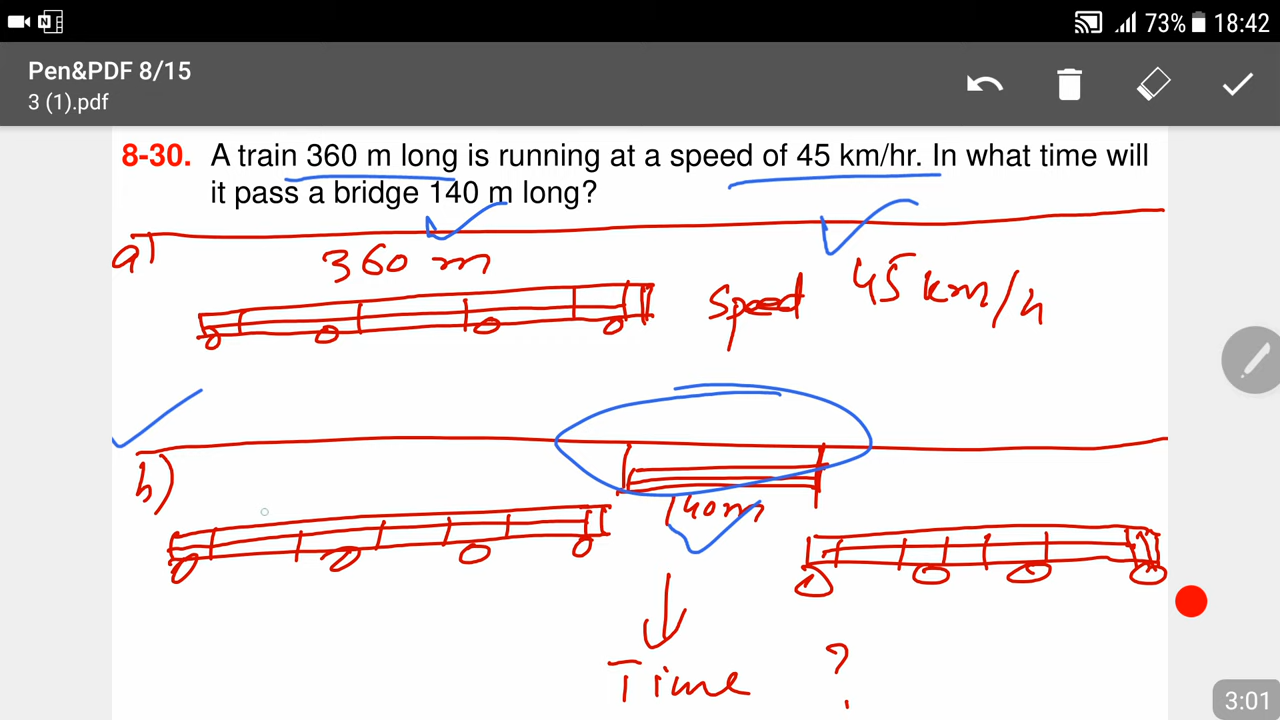 73% 18:42
Pen&PDF 8/15
3 (1).pdf
8-30. A train 360 m long is running at a speed of 45 km/hr. In what time will
it pass a bridge 140 m long?
a)
360 m
Speed 45 km/h
b)
140m
Time ?
3:01